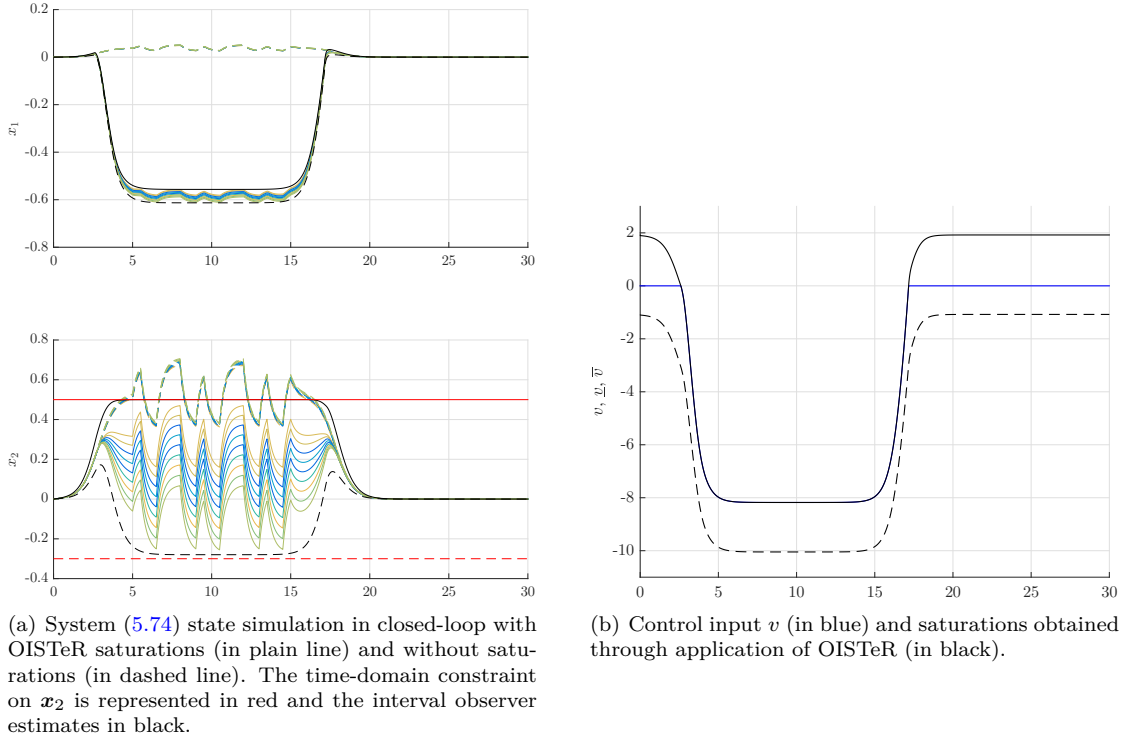 0.2
0
-0.2
-0.4
-0.6
-0.8
x1
0 5 10 15 20 25 30
0.8
0.6
0.4
0.2
0
-0.2
-0.4
x2
0 5 10 15 20 25 30
(a) System (5.74) state simulation in closed-loop with
OISTeR saturations (in plain line) and without satu-
rations (in dashed line). The time-domain constraint
on x2 is represented in red and the interval observer
estimates in black.
2
0
-2
-4
-6
-8
-10
v, v̲, v̅
0 5 10 15 20 25 30
(b) Control input v (in blue) and saturations obtained
through application of OISTeR (in black).